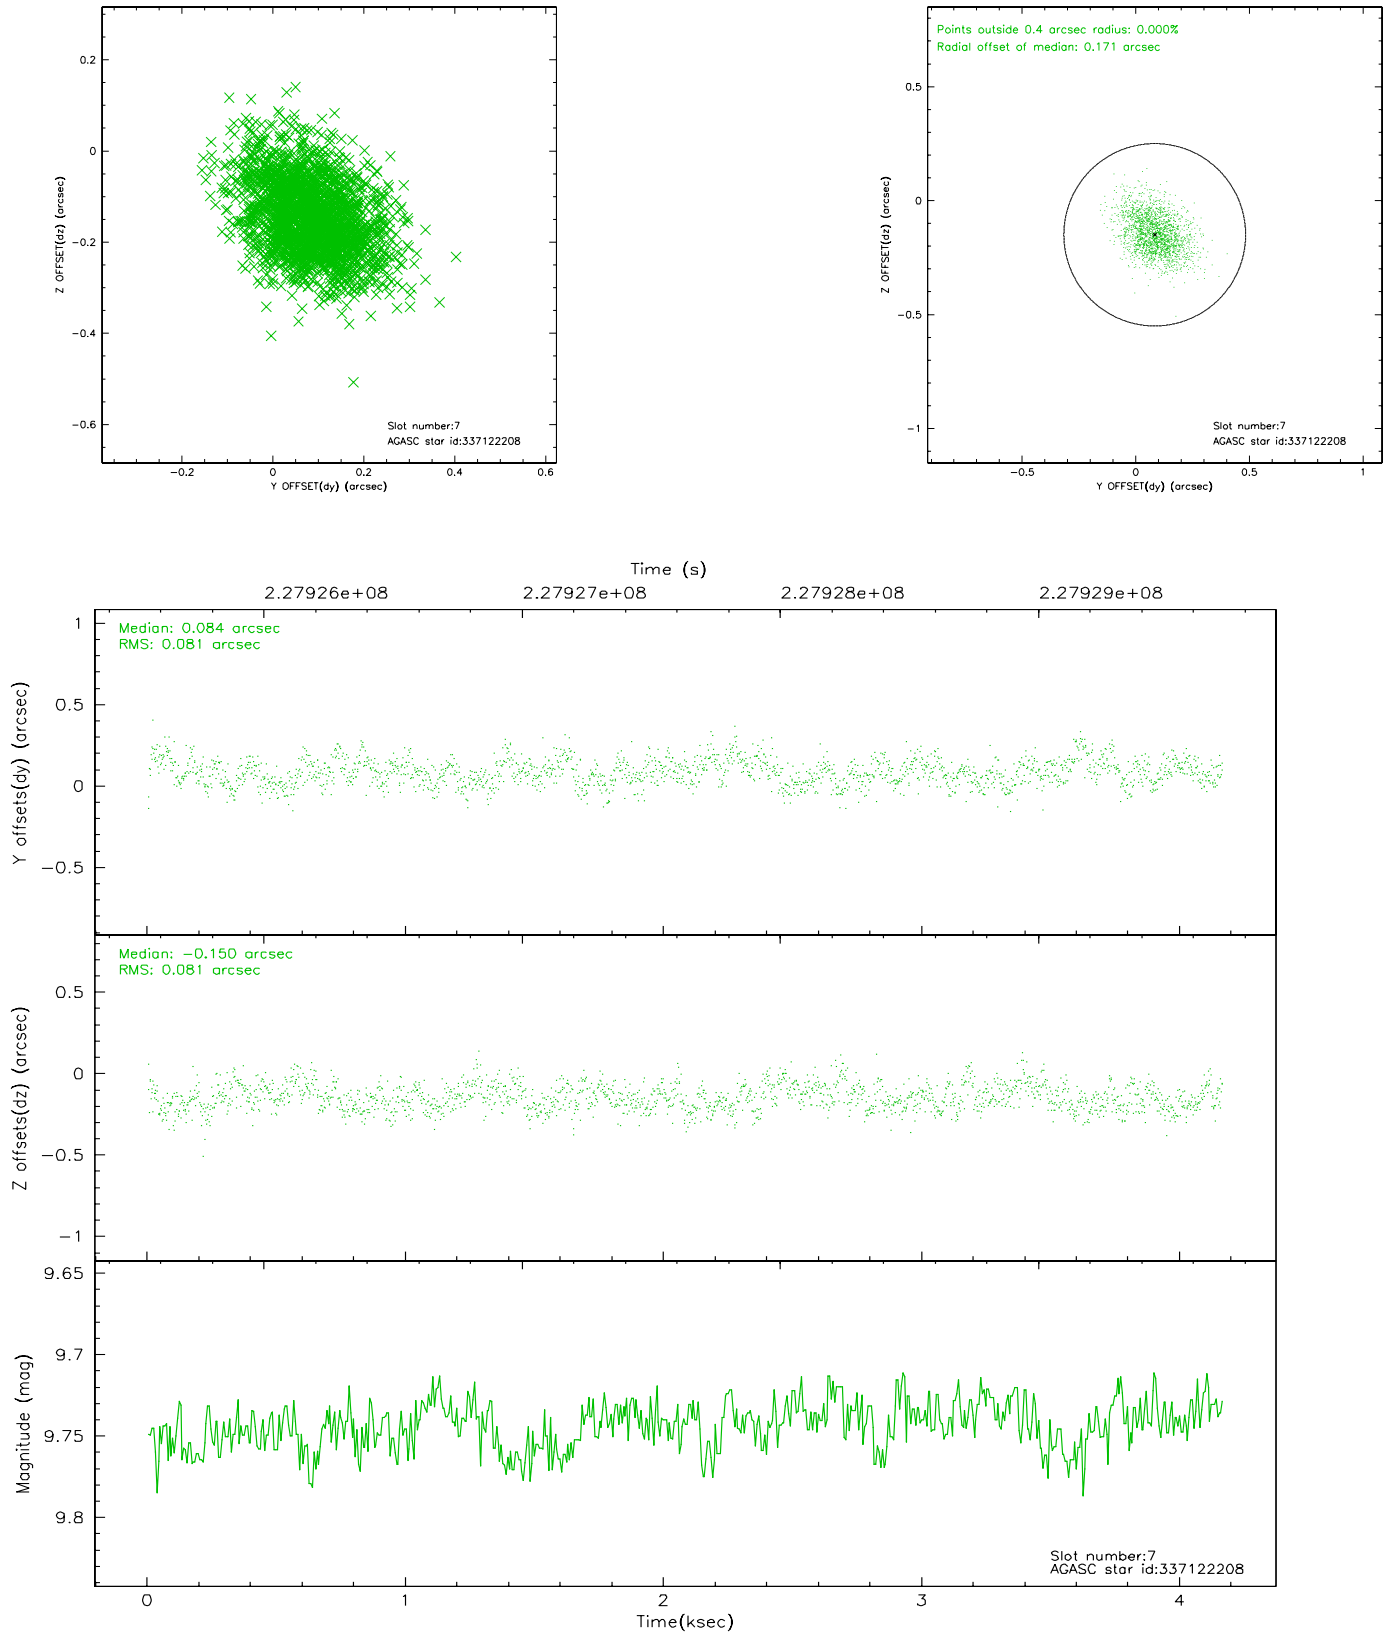 0.2
0
−0.2
−0.4
−0.6
Z OFFSET(dz) (arcsec)
Slot number:7
AGASC star id:337122208
−0.2 0 0.2 0.4 0.6
Y OFFSET(dy) (arcsec)
Points outside 0.4 arcsec radius: 0.000%
Radial offset of median: 0.171 arcsec
0.5
0
−0.5
−1
Z OFFSET(dz) (arcsec)
Slot number:7
AGASC star id:337122208
−0.5 0 0.5 1
Y OFFSET(dy) (arcsec)
Time (s)
2.27926e+08 2.27927e+08 2.27928e+08 2.27929e+08
Median: 0.084 arcsec
RMS: 0.081 arcsec
1
0.5
0
−0.5
Y offsets(dy) (arcsec)
Median: −0.150 arcsec
RMS: 0.081 arcsec
0.5
0
−0.5
−1
Z offsets(dz) (arcsec)
9.65
9.7
9.75
9.8
Magnitude (mag)
Slot number:7
AGASC star id:337122208
0 1 2 3 4
Time(ksec)